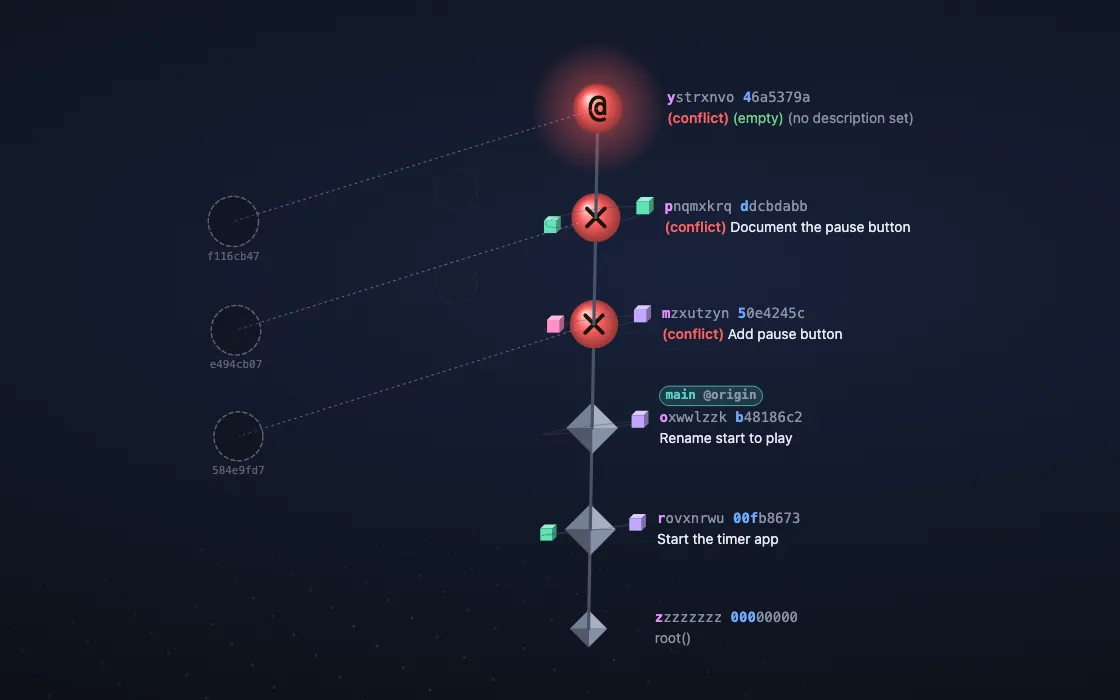 @
ystrxnvo 46a5379a
(conflict) (empty) (no description set)
pnqmxkrq ddcbdabb
(conflict) Document the pause button
f116cb47
mzxutzyn 50e4245c
(conflict) Add pause button
e494cb07
main @origin
oxwwlzzk b48186c2
Rename start to play
584e9fd7
rovxnrwu 00fb8673
Start the timer app
zzzzzzzz 00000000
root()